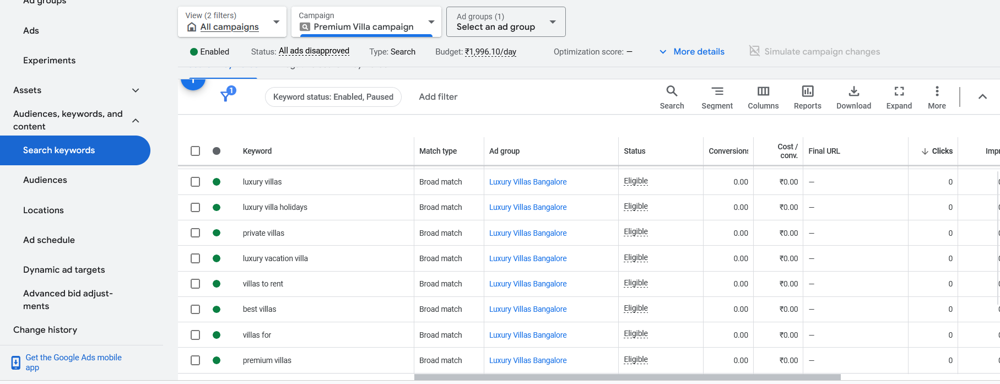 Ad groups
Ads
Experiments
Assets
Audiences, keywords, and
content
Search keywords
Audiences
Locations
Ad schedule
Dynamic ad targets
Advanced bid adjust-
ments
Change history
Get the Google Ads mobile
app
View (2 filters)
All campaigns
Campaign
Premium Villa campaign
Ad groups (1)
Select an ad group
Enabled Status: All ads disapproved Type: Search Budget: ₹1,996.10/day Optimization score: — More details Simulate campaign changes
1
Keyword status: Enabled, Paused Add filter
Search Segment Columns Reports Download Expand More
Keyword Match type Ad group Status Conversions Cost / conv. Final URL Clicks Impr
luxury villas Broad match Luxury Villas Bangalore Eligible 0.00 ₹0.00 — 0
luxury villa holidays Broad match Luxury Villas Bangalore Eligible 0.00 ₹0.00 — 0
private villas Broad match Luxury Villas Bangalore Eligible 0.00 ₹0.00 — 0
luxury vacation villa Broad match Luxury Villas Bangalore Eligible 0.00 ₹0.00 — 0
villas to rent Broad match Luxury Villas Bangalore Eligible 0.00 ₹0.00 — 0
best villas Broad match Luxury Villas Bangalore Eligible 0.00 ₹0.00 — 0
villas for Broad match Luxury Villas Bangalore Eligible 0.00 ₹0.00 — 0
premium villas Broad match Luxury Villas Bangalore Eligible 0.00 ₹0.00 — 0